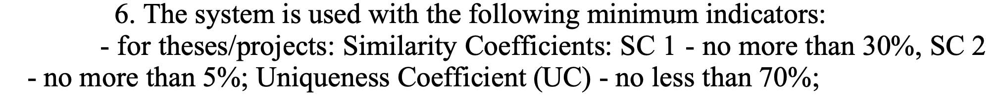 6. The system is used with the following minimum indicators:
- for theses/projects: Similarity Coefficients: SC 1 - no more than 30%, SC 2
- no more than 5%; Uniqueness Coefficient (UC) - no less than 70%;